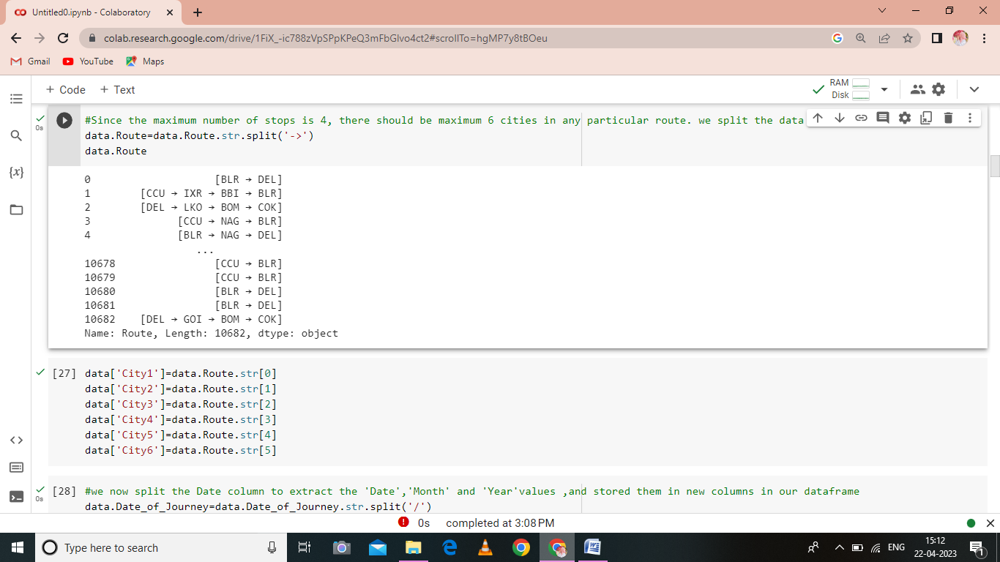 Untitled0.ipynb - Colaboratory
colab.research.google.com/drive/1FiX_-ic788zVpSPpKPeQ3mFbGlvo4ct2#scrollTo=hgMP7y8tBOeu
Gmail YouTube Maps
+ Code + Text
RAM
Disk
0s
#Since the maximum number of stops is 4, there should be maximum 6 cities in any particular route. we split the data
data.Route=data.Route.str.split('->')
data.Route
0 [BLR → DEL]
1 [CCU → IXR → BBI → BLR]
2 [DEL → LKO → BOM → COK]
3 [CCU → NAG → BLR]
4 [BLR → NAG → DEL]
...
10678 [CCU → BLR]
10679 [CCU → BLR]
10680 [BLR → DEL]
10681 [BLR → DEL]
10682 [DEL → GOI → BOM → COK]
Name: Route, Length: 10682, dtype: object
[27] data['City1']=data.Route.str[0]
data['City2']=data.Route.str[1]
data['City3']=data.Route.str[2]
data['City4']=data.Route.str[3]
data['City5']=data.Route.str[4]
data['City6']=data.Route.str[5]
[28] #we now split the Date column to extract the 'Date','Month' and 'Year'values ,and stored them in new columns in our dataframe
0s
data.Date_of_Journey=data.Date_of_Journey.str.split('/')
0s completed at 3:08 PM
Type here to search
ENG
15:12
22-04-2023
1